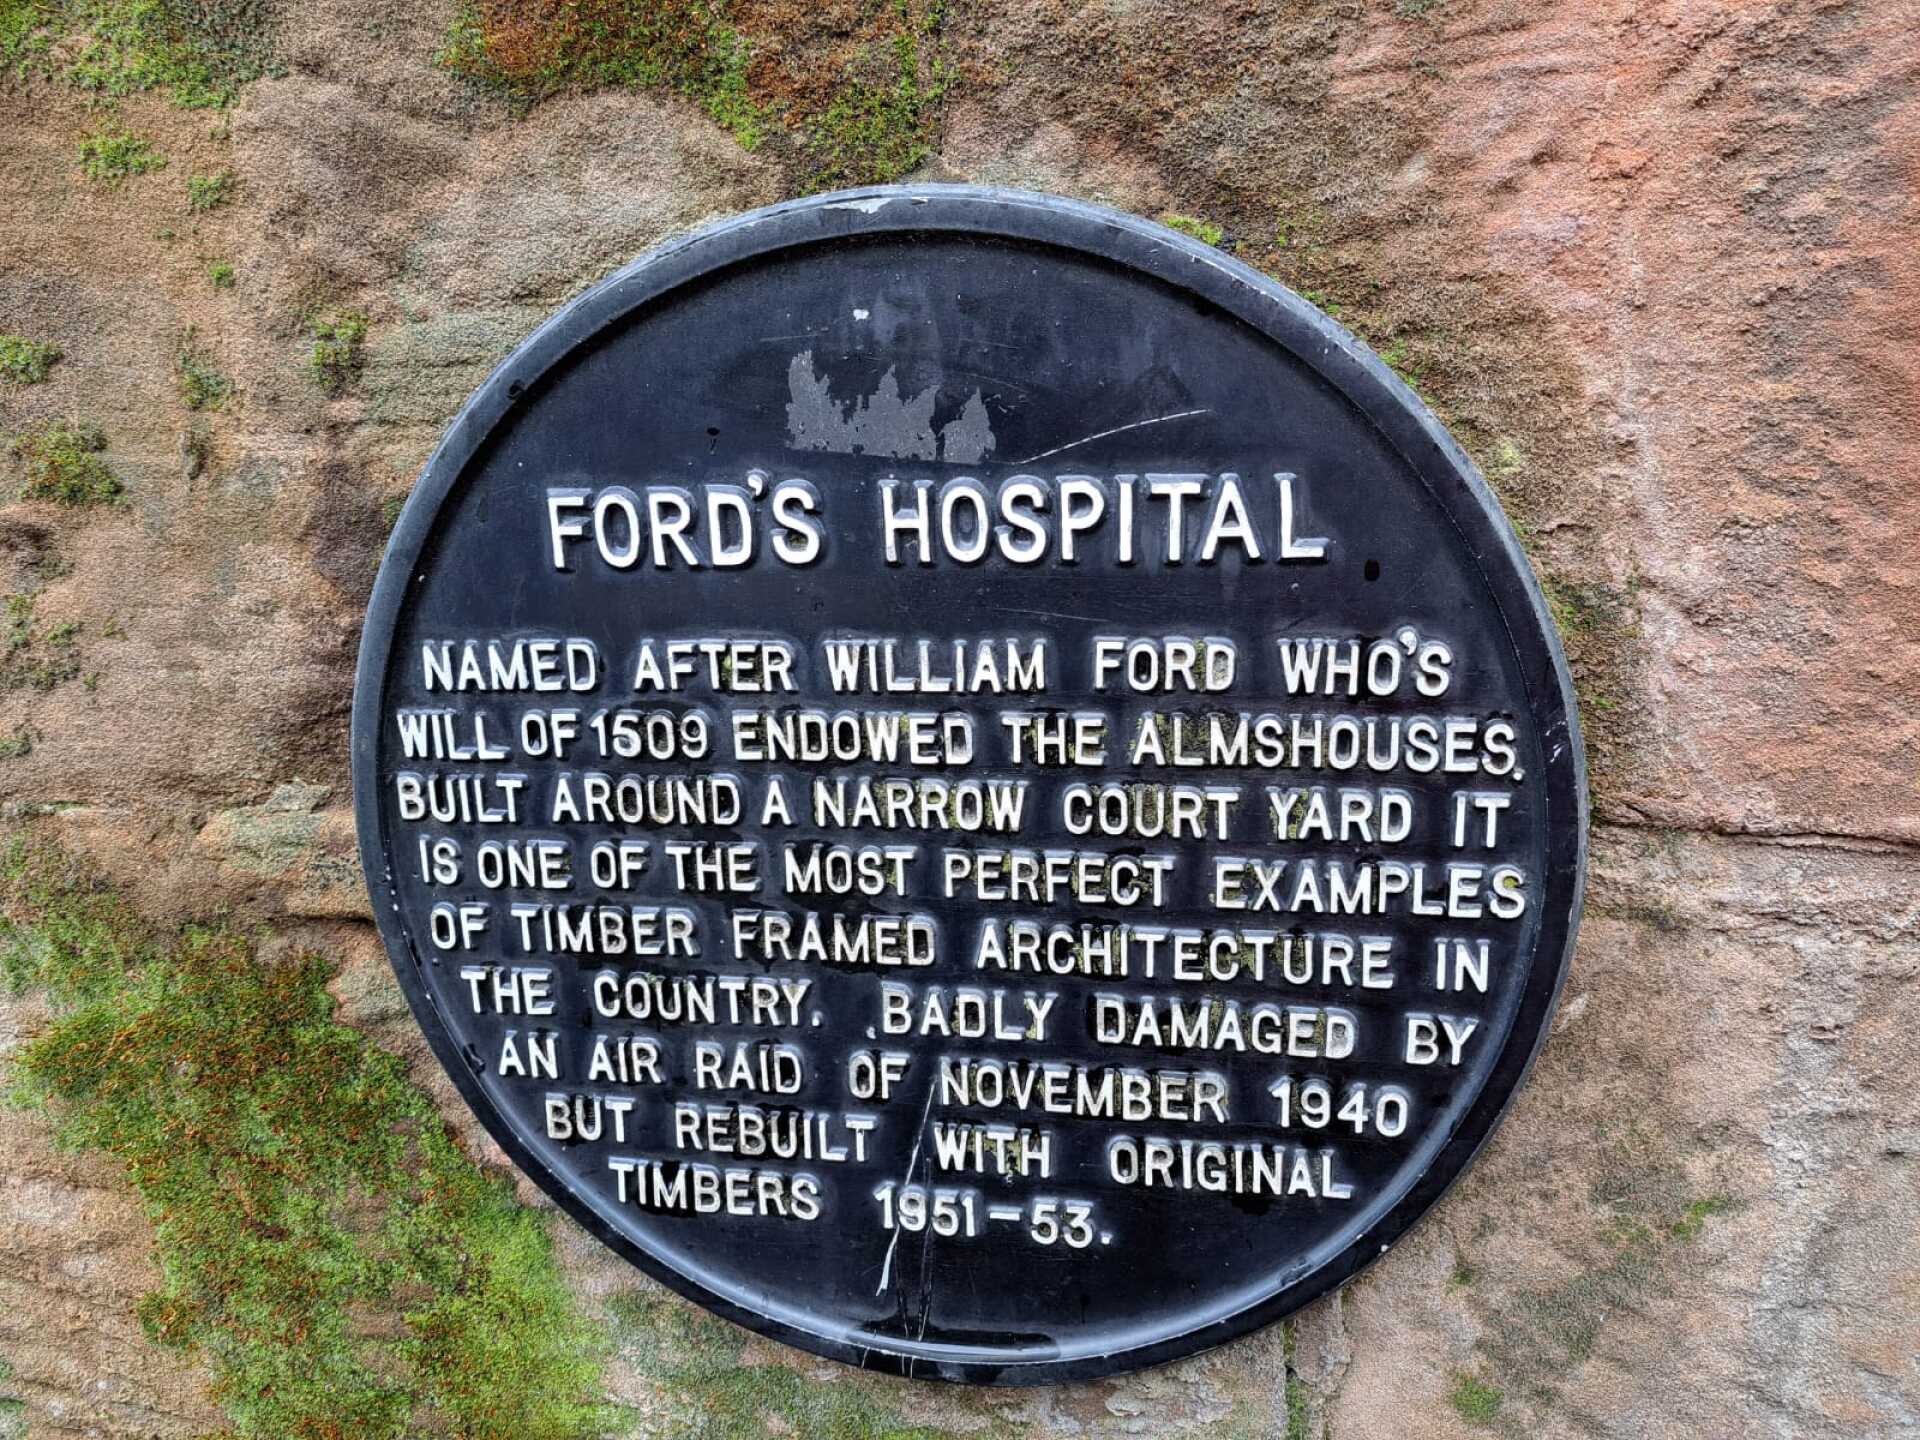 FORD'S HOSPITAL
NAMED AFTER WILLIAM FORD WHO'S
WILL OF 1509 ENDOWED THE ALMSHOUSES.
BUILT AROUND A NARROW COURT YARD IT
IS ONE OF THE MOST PERFECT EXAMPLES
OF TIMBER FRAMED ARCHITECTURE IN
THE COUNTRY. BADLY DAMAGED BY
AN AIR RAID OF NOVEMBER 1940
BUT REBUILT WITH ORIGINAL
TIMBERS 1951-53.